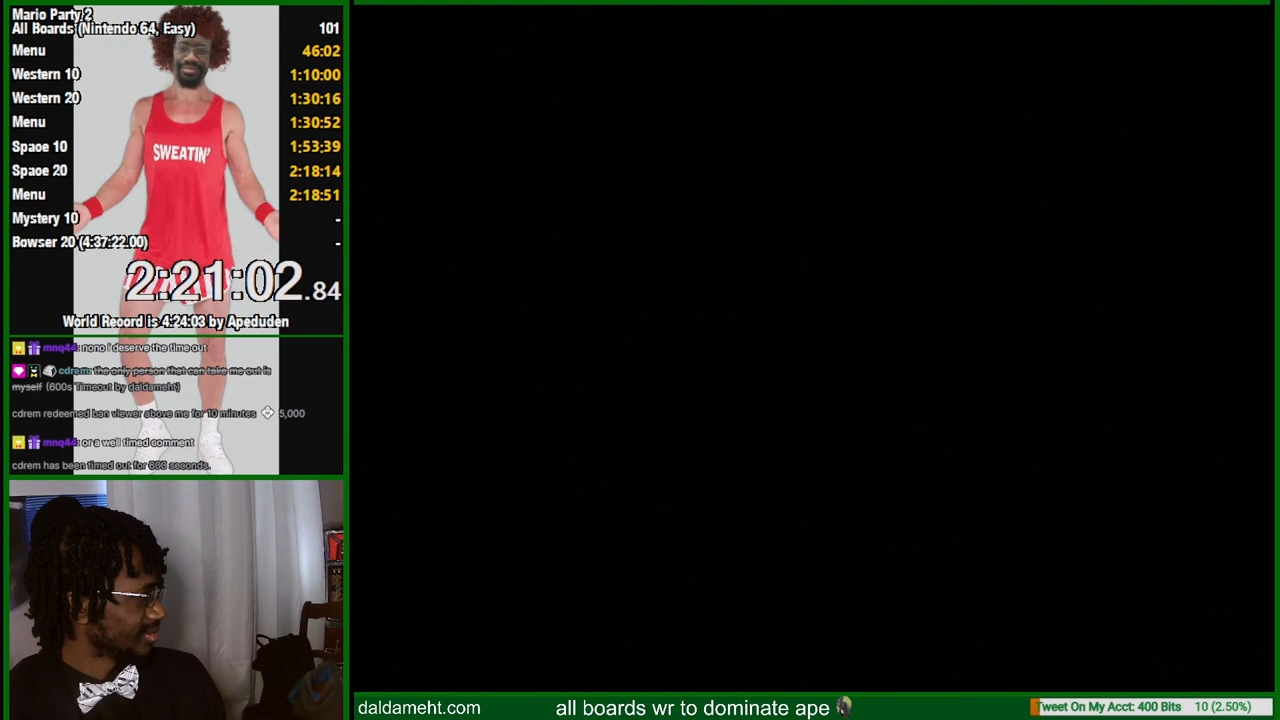 Mario Party 2
All Boards (Nintendo 64, Easy) 101
Menu 46:02
Western 10 1:10:00
Western 20 1:30:16
Menu 1:30:52
Space 10 1:53:39
Space 20 2:18:14
Menu 2:18:51
Mystery 10 -
Bowser 20 (4:37:22.00) -
2:21:02.84
World Record is 4:24:03 by Apeduden
SWEATIN'
mnq44: nono i deserve the time out
cdrem: the only person that can take me out is
myself (600s Timeout by daldameht)
cdrem redeemed ban viewer above me for 10 minutes 5,000
mnq44: or a well timed comment
cdrem has been timed out for 600 seconds.
daldameht.com all boards wr to dominate ape Tweet On My Acct: 400 Bits 10 (2.50%)